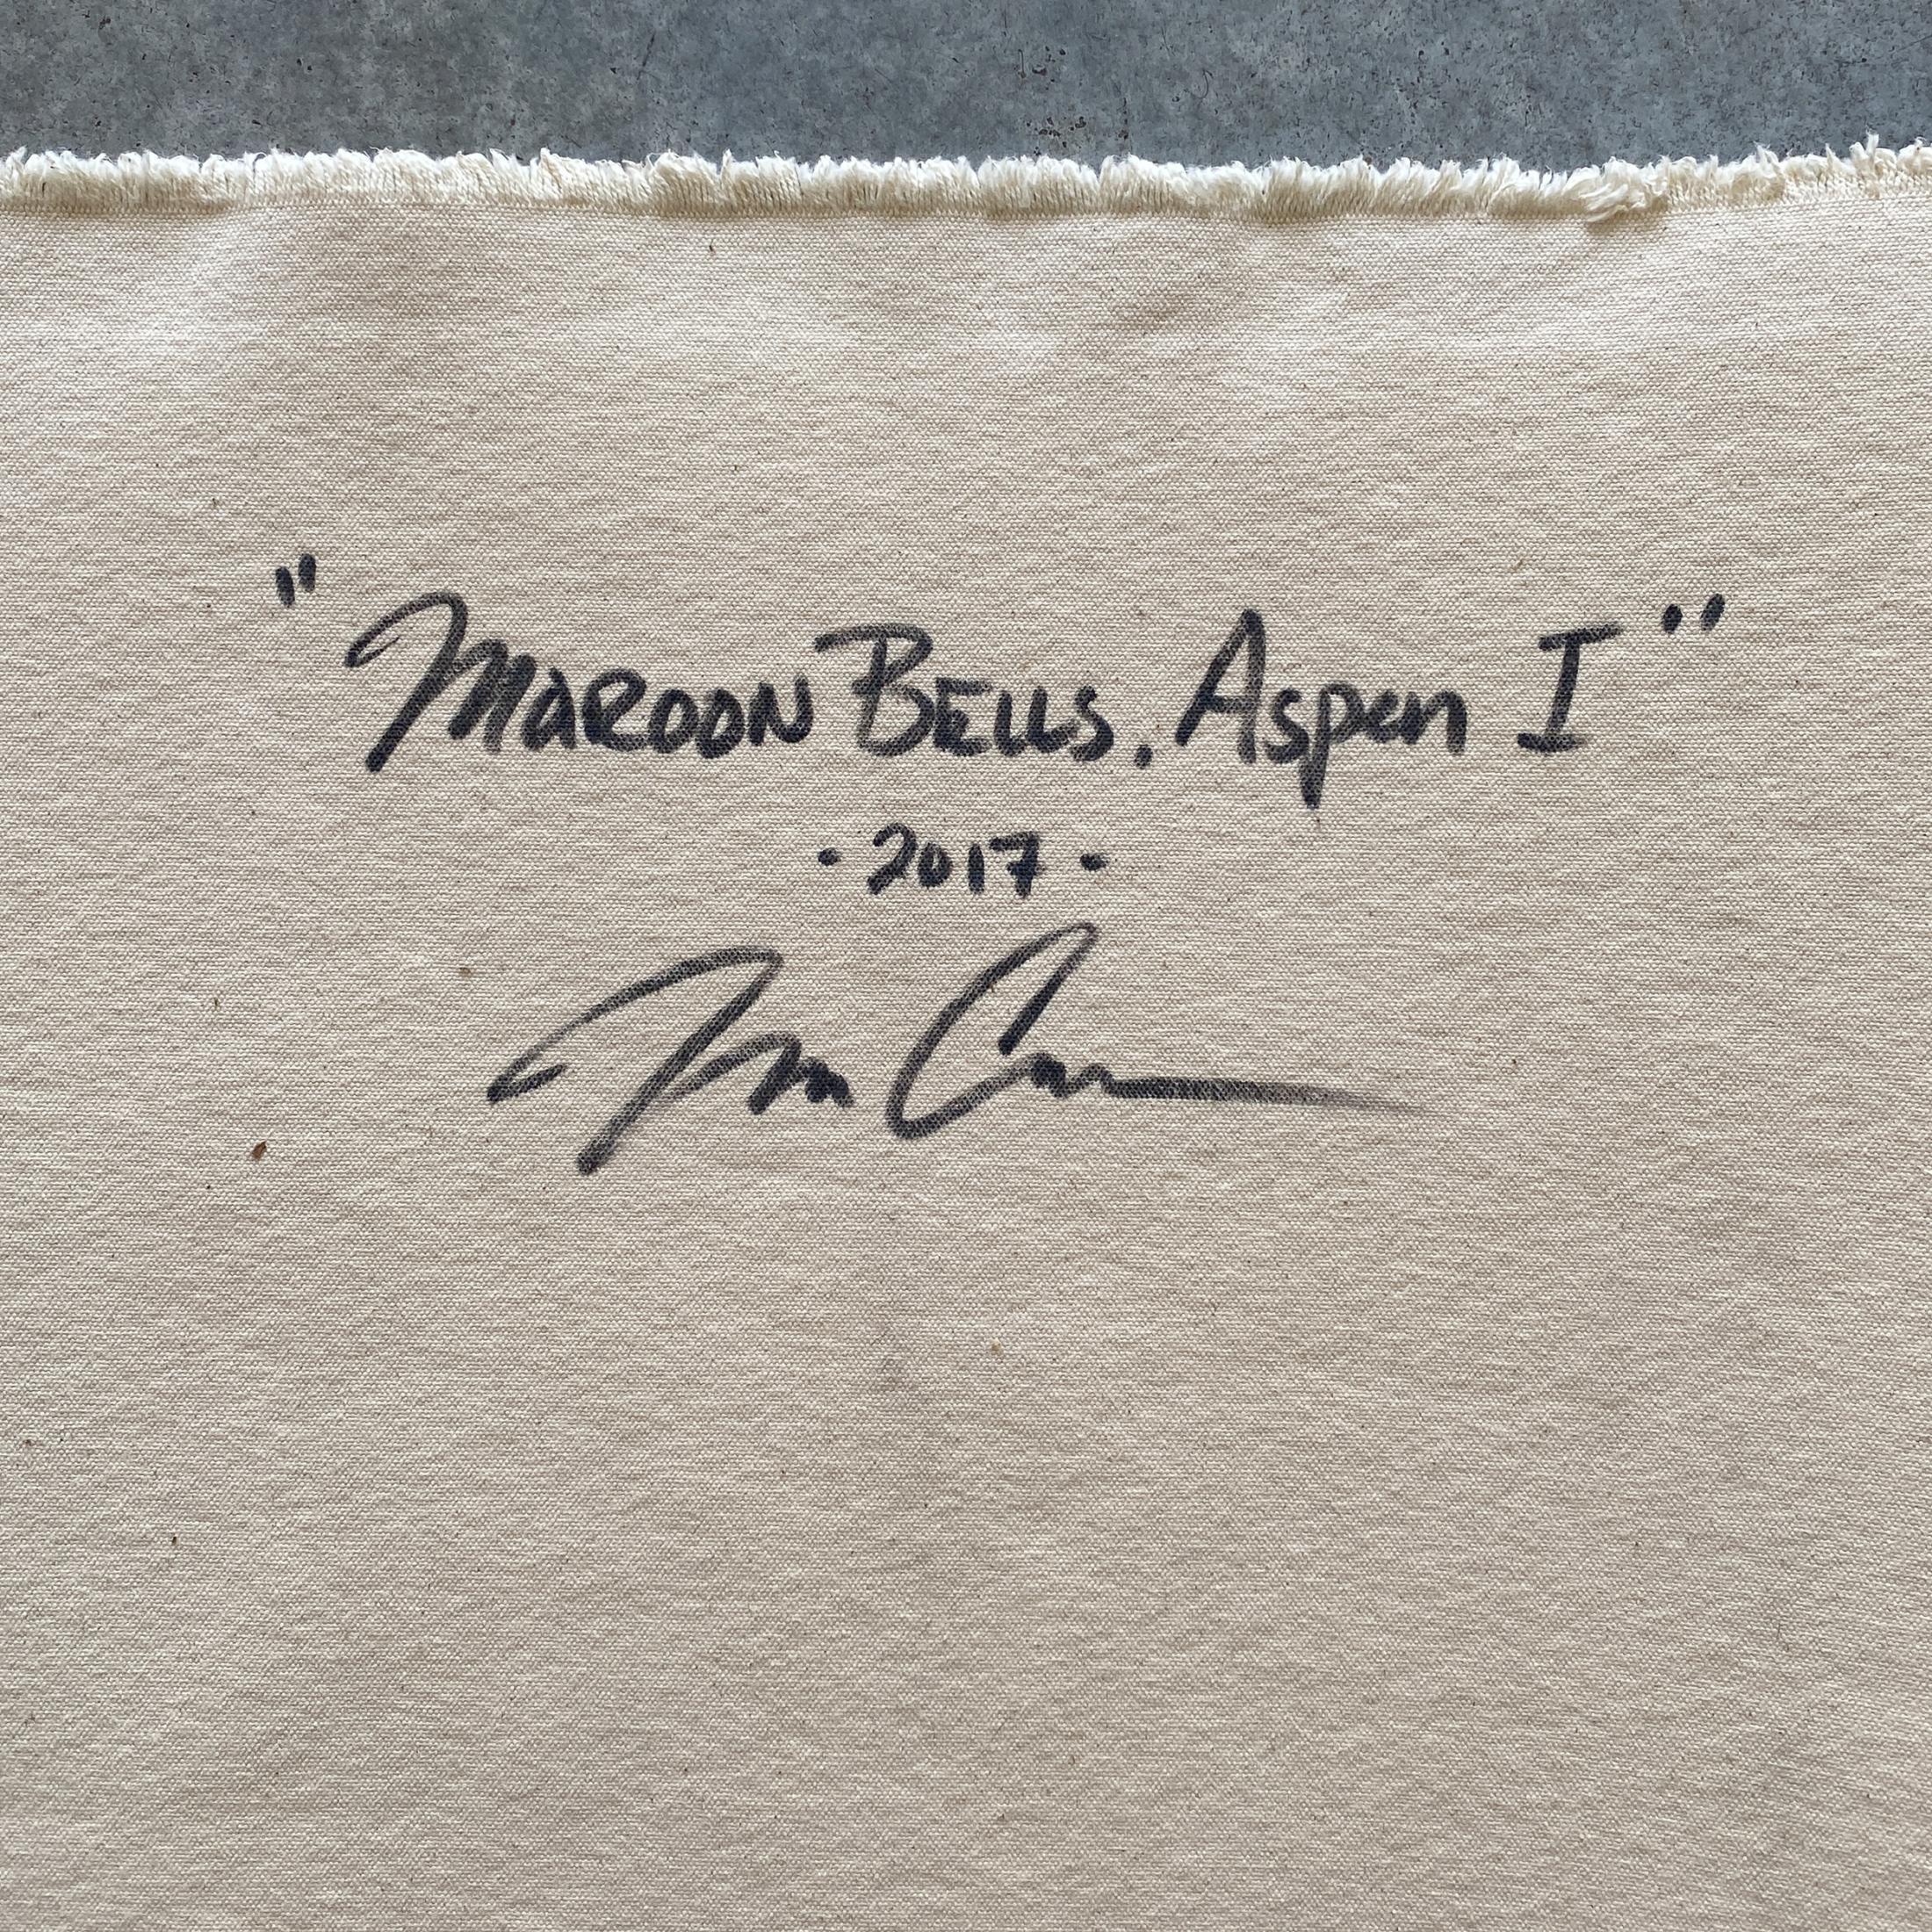 "Maroon Bells, Aspen I"
· 2017 ·